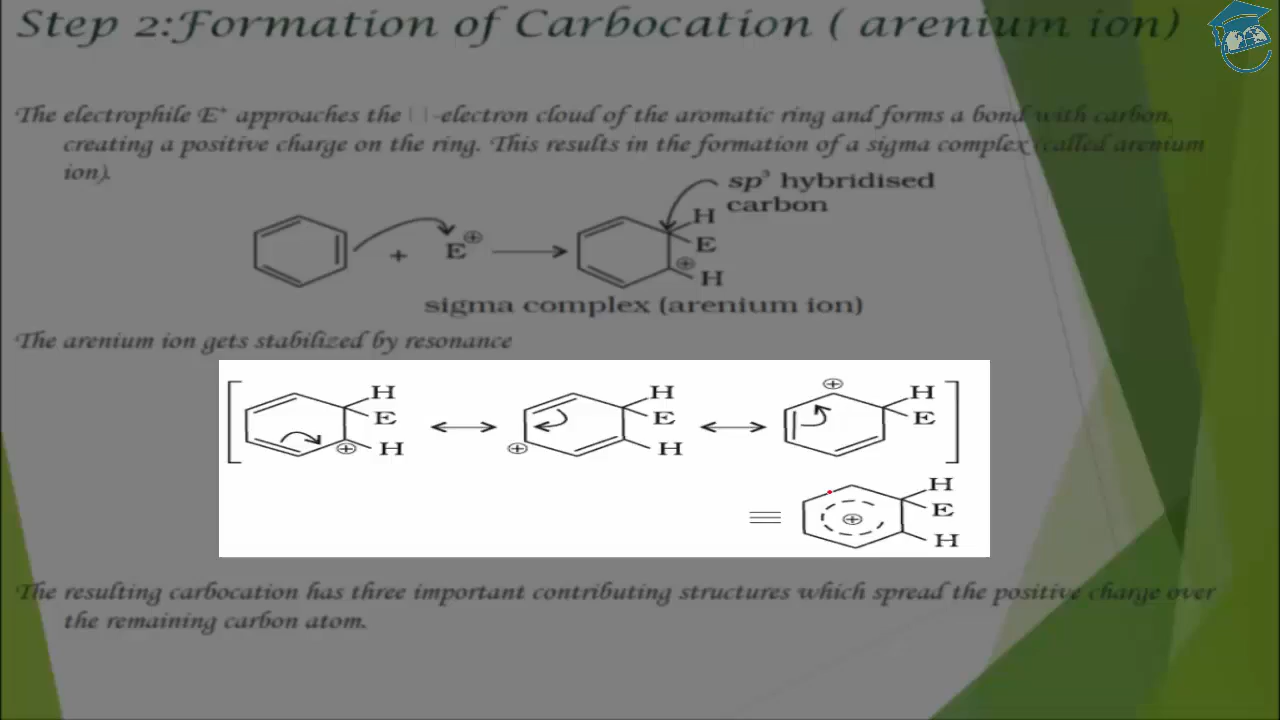 Step 2:Formation of Carbocation ( arenium ion)
The electrophile E⁺ approaches the □□-electron cloud of the aromatic ring and forms a bond with carbon,
creating a positive charge on the ring. This results in the formation of a sigma complex (called arenium
ion).
sp³ hybridised
carbon
H
+ E⊕ E
⊕ H
sigma complex (arenium ion)
The arenium ion gets stabilized by resonance
H H ⊕ H
E E E
⊕ H ⊕ H
H
≡ ⊕ E
H
The resulting carbocation has three important contributing structures which spread the positive charge over
the remaining carbon atom.